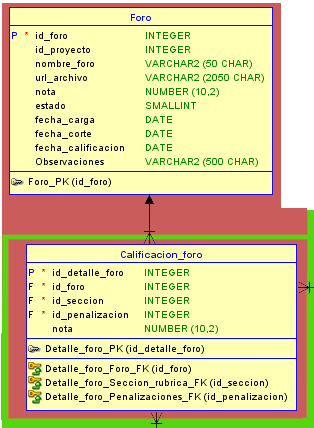 Foro
P * id_foro INTEGER
* id_proyecto INTEGER
nombre_foro VARCHAR2 (50 CHAR)
url_archivo VARCHAR2 (2050 CHAR)
nota NUMBER (10,2)
estado SMALLINT
fecha_carga DATE
fecha_corte DATE
fecha_calificacion DATE
Observaciones VARCHAR2 (500 CHAR)
Foro_PK (id_foro)
Calificacion_foro
P * id_detalle_foro INTEGER
F * id_foro INTEGER
F * id_seccion INTEGER
F * id_penalizacion INTEGER
nota NUMBER (10,2)
Detalle_foro_PK (id_detalle_foro)
Detalle_foro_Foro_FK (id_foro)
Detalle_foro_Seccion_rubrica_FK (id_seccion)
Detalle_foro_Penalizaciones_FK (id_penalizacion)